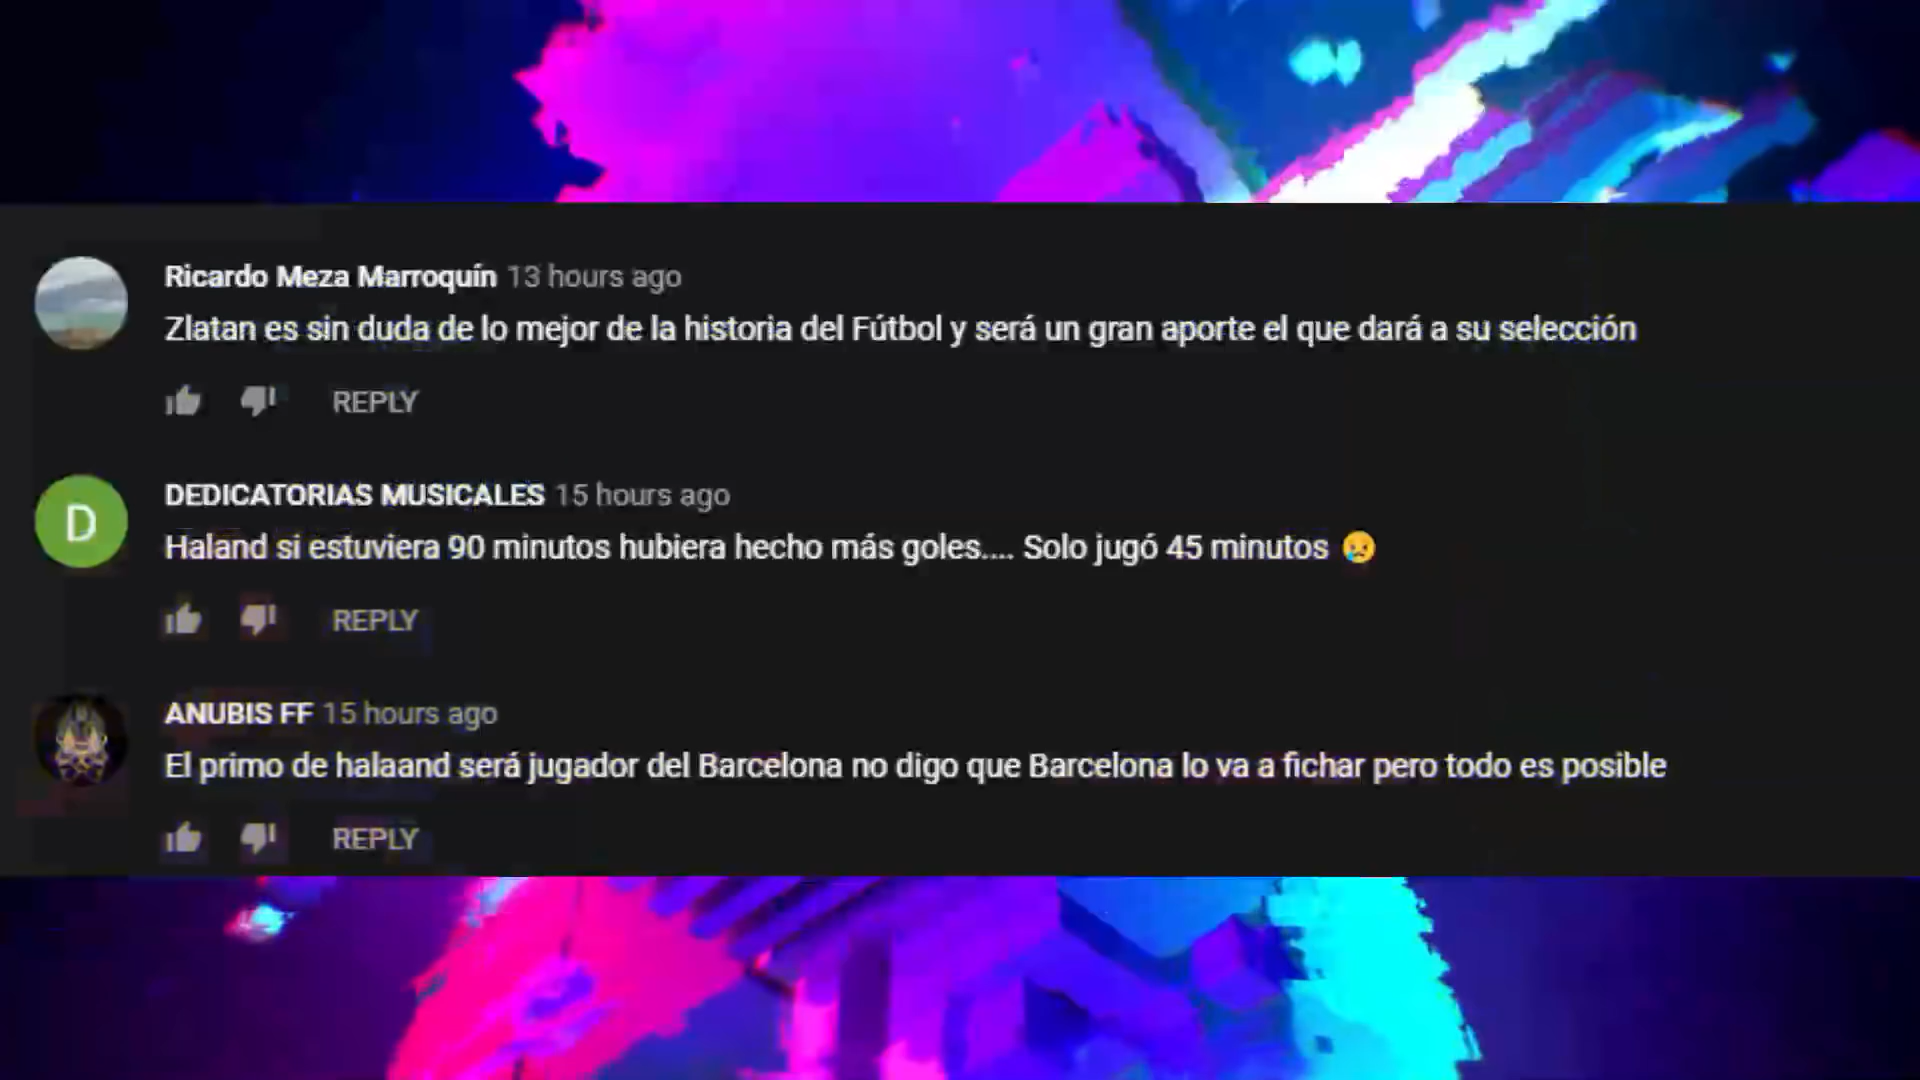 Ricardo Meza Marroquín 13 hours ago
Zlatan es sin duda de lo mejor de la historia del Fútbol y será un gran aporte el que dará a su selección
REPLY
D
DEDICATORIAS MUSICALES 15 hours ago
Haland si estuviera 90 minutos hubiera hecho más goles.... Solo jugó 45 minutos 😢
REPLY
ANUBIS FF 15 hours ago
El primo de halaand será jugador del Barcelona no digo que Barcelona lo va a fichar pero todo es posible
REPLY